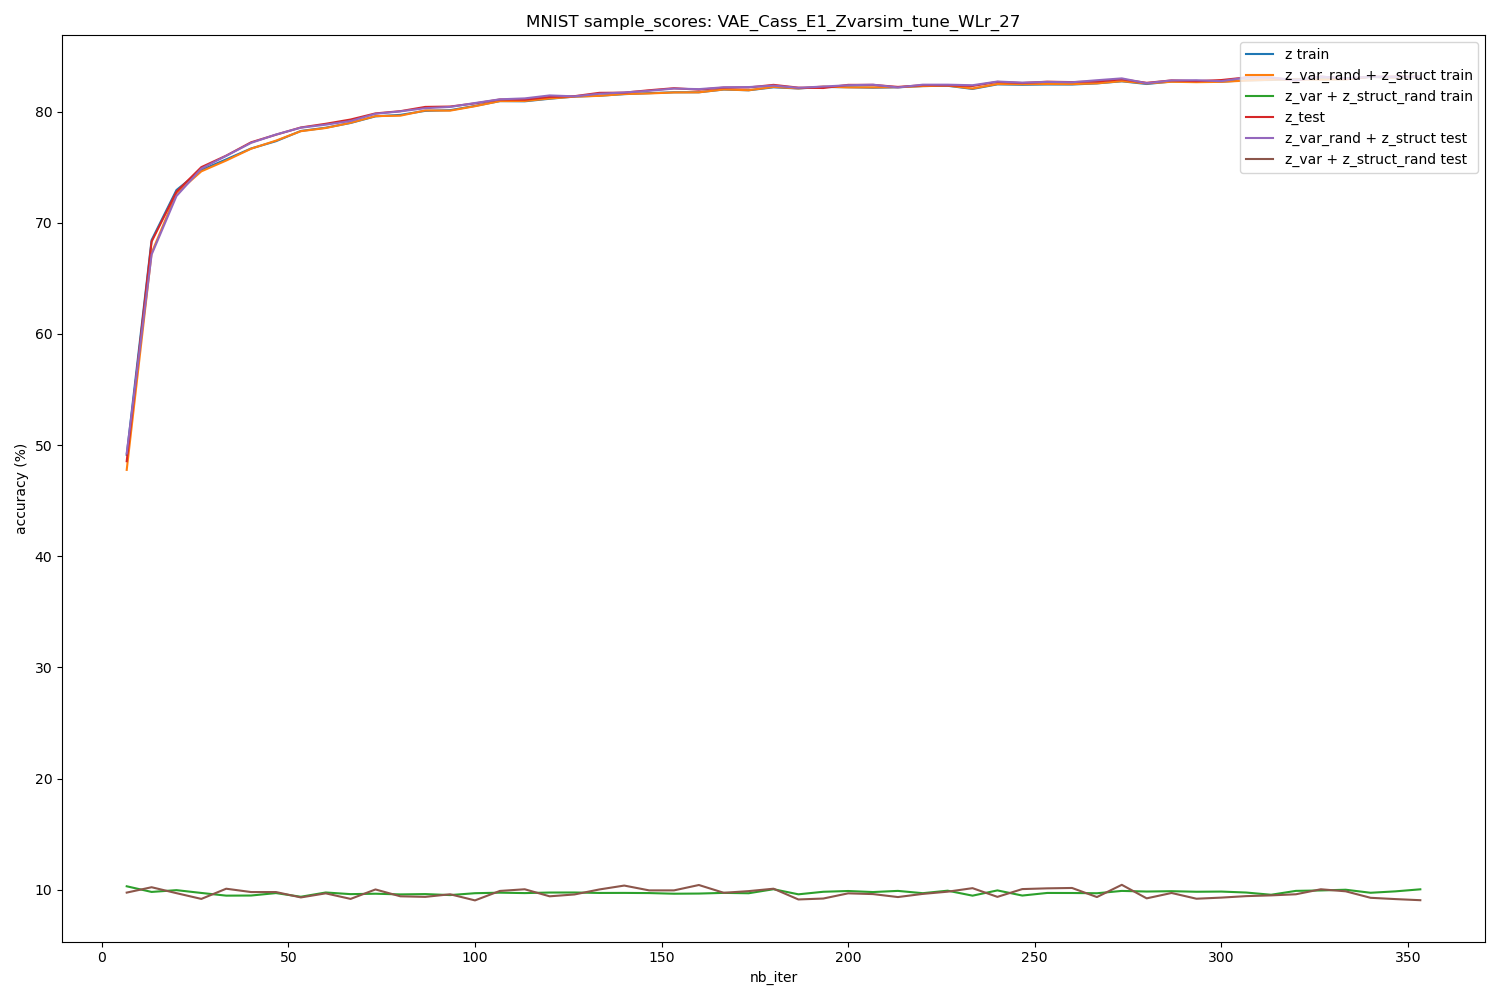 MNIST sample_scores: VAE_Cass_E1_Zvarsim_tune_WLr_27
z train
z_var_rand + z_struct train
z_var + z_struct_rand train
z_test
z_var_rand + z_struct test
z_var + z_struct_rand test
accuracy (%)
80
70
60
50
40
30
20
10
0 50 100 150 200 250 300 350
nb_iter